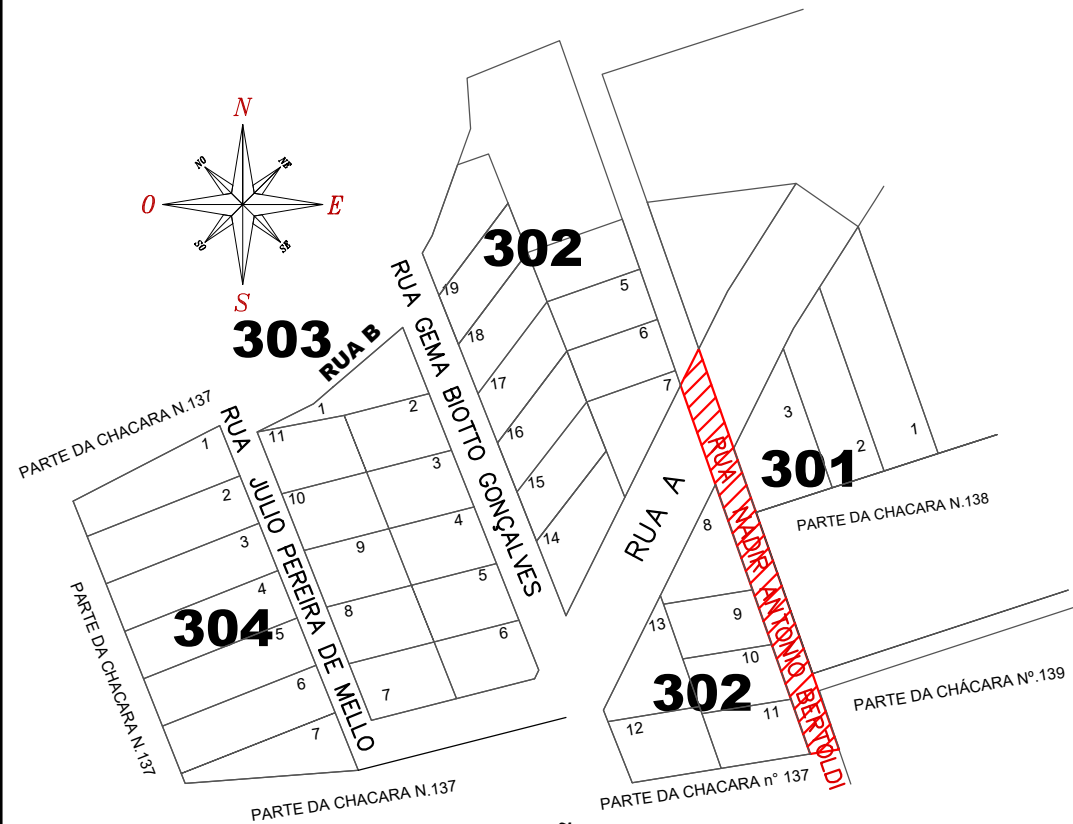 N
NO
NE
O
E
SO
SE
S
303
RUA B
302
RUA GEMA BIOTTO GONÇALVES
19
18
17
16
15
14
5
6
7
PARTE DA CHACARA N.137
RUA JULIO PEREIRA DE MELLO
1
2
3
4
5
6
7
304
PARTE DA CHACARA N.137
PARTE DA CHACARA N.137
1
2
3
4
5
6
7
8
9
10
11
RUA A
RUA NADIR ANTONIO BERTOLDI
301
3
2
1
PARTE DA CHACARA N.138
8
9
10
11
12
13
302
PARTE DA CHÁCARA Nº.139
PARTE DA CHACARA n° 137